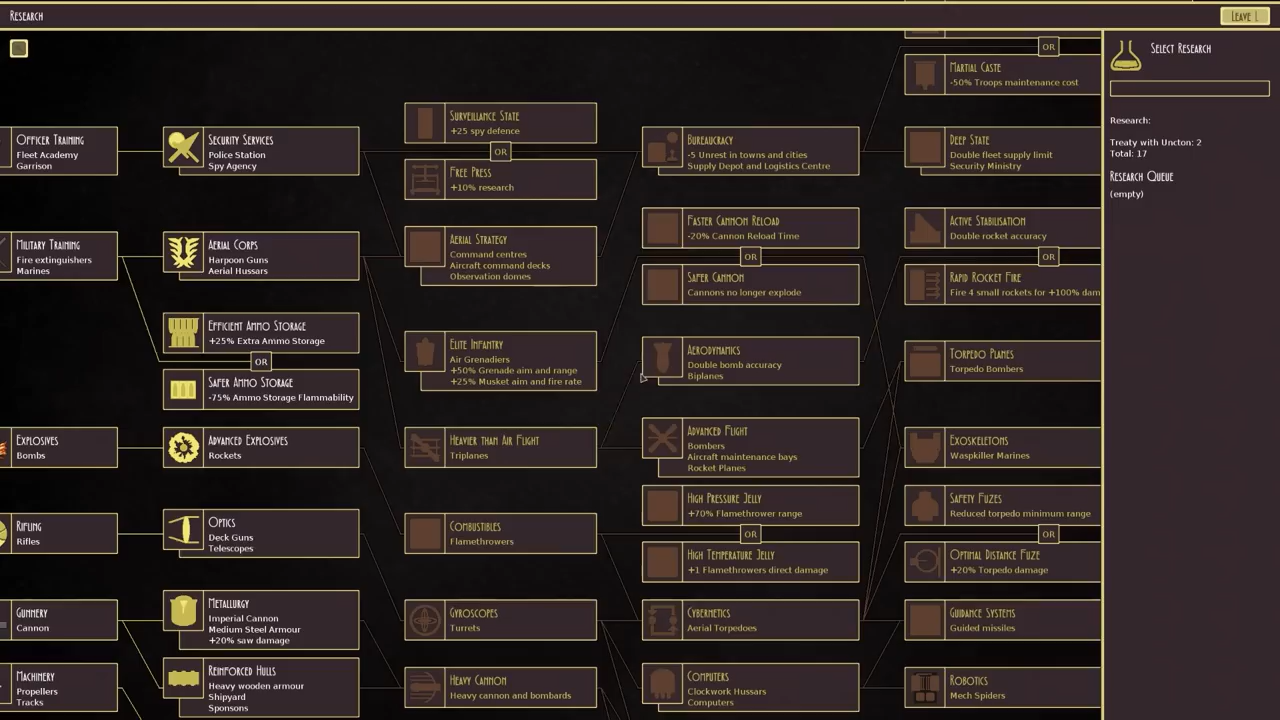 Research
Leave
Officer Training
Fleet Academy
Garrison
Military Training
Fire extinguishers
Marines
Explosives
Bombs
Rifling
Rifles
Gunnery
Cannon
Machinery
Propellers
Tracks
Security Services
Police Station
Spy Agency
Aerial Corps
Harpoon Guns
Aerial Hussars
Efficient Ammo Storage
+25% Extra Ammo Storage
OR
Safer Ammo Storage
-75% Ammo Storage Flammability
Advanced Explosives
Rockets
Optics
Deck Guns
Telescopes
Metallurgy
Imperial Cannon
Medium Steel Armour
+20% saw damage
Reinforced Hulls
Heavy wooden armour
Shipyard
Sponsons
Surveillance State
+25 spy defence
OR
Free Press
+10% research
Aerial Strategy
Command centres
Aircraft command decks
Observation domes
Elite Infantry
Air Grenadiers
+50% Grenade aim and range
+25% Musket aim and fire rate
Heavier than Air Flight
Triplanes
Combustibles
Flamethrowers
Gyroscopes
Turrets
Heavy Cannon
Heavy cannon and bombards
Bureaucracy
-5 Unrest in towns and cities
Supply Depot and Logistics Centre
Faster Cannon Reload
-20% Cannon Reload Time
OR
Safer Cannon
Cannons no longer explode
Aerodynamics
Double bomb accuracy
Biplanes
Advanced Flight
Bombers
Aircraft maintenance bays
Rocket Planes
High Pressure Jelly
+70% Flamethrower range
OR
High Temperature Jelly
+1 Flamethrowers direct damage
Cybernetics
Aerial Torpedoes
Computers
Clockwork Hussars
Computers
OR
Martial Caste
-50% Troops maintenance cost
Deep State
Double fleet supply limit
Security Ministry
Active Stabilisation
Double rocket accuracy
OR
Rapid Rocket Fire
Fire 4 small rockets for +100% dam
Torpedo Planes
Torpedo Bombers
Exoskeletons
Waspkiller Marines
Safety Fuzes
Reduced torpedo minimum range
OR
Optimal Distance Fuze
+20% Torpedo damage
Guidance Systems
Guided missiles
Robotics
Mech Spiders
Select Research
Research:
Treaty with Uncton: 2
Total: 17
Research Queue
(empty)